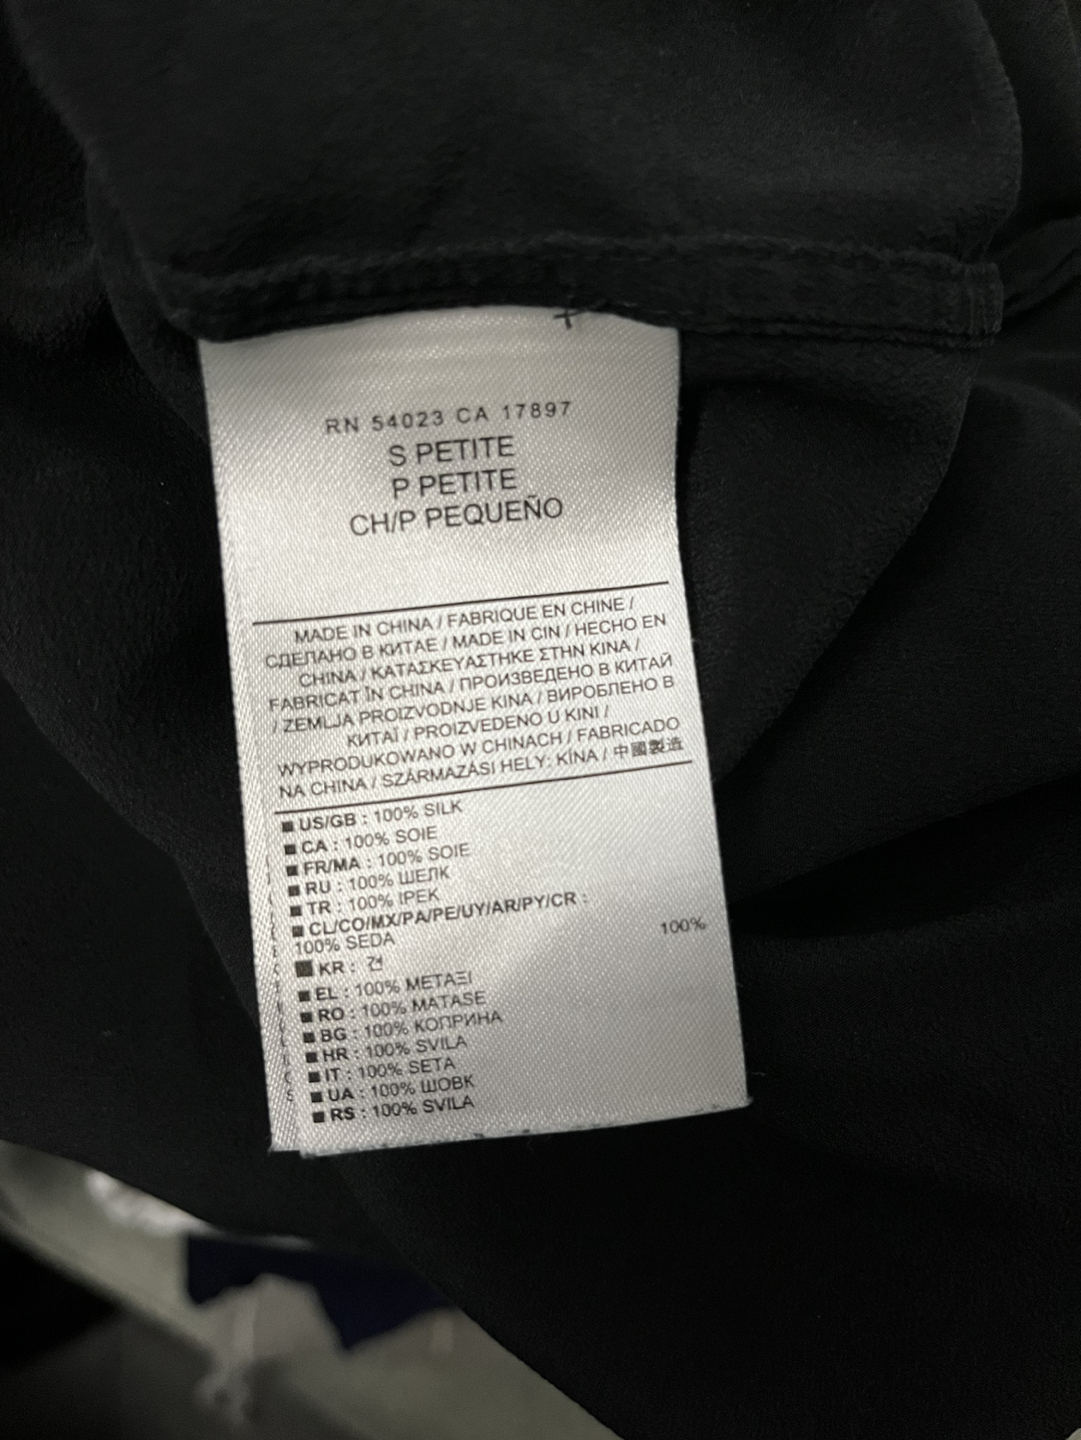 RN 54023 CA 17897
S PETITE
P PETITE
CH/P PEQUEÑO
MADE IN CHINA / FABRIQUE EN CHINE /
СДЕЛАНО В КИТАЕ / MADE IN CIN / HECHO EN
CHINA / ΚΑΤΑΣΚΕΥΑΣΤΗΚΕ ΣΤΗΝ ΚΙΝΑ /
FABRICAT ÎN CHINA / ПРОИЗВЕДЕНО В КИТАЙ
/ ZEMLJA PROIZVODNJE KINA / ВИРОБЛЕНО В
КИТАЇ / PROIZVEDENO U KINI /
WYPRODUKOWANO W CHINACH / FABRICADO
NA CHINA / SZÁRMAZÁSI HELY: KÍNA / 中國製造
■ US/GB : 100% SILK
■ CA : 100% SOIE
■ FR/MA : 100% SOIE
■ RU : 100% ШЕЛК
■ TR : 100% IPEK
■ CL/CO/MX/PA/PE/UY/AR/PY/CR :
100% SEDA
■ KR : 견 100%
■ EL : 100% ΜΕΤΑΞΙ
■ RO : 100% MATASE
■ BG : 100% КОПРИНА
■ HR : 100% SVILA
■ IT : 100% SETA
■ UA : 100% ШОВК
■ RS : 100% SVILA